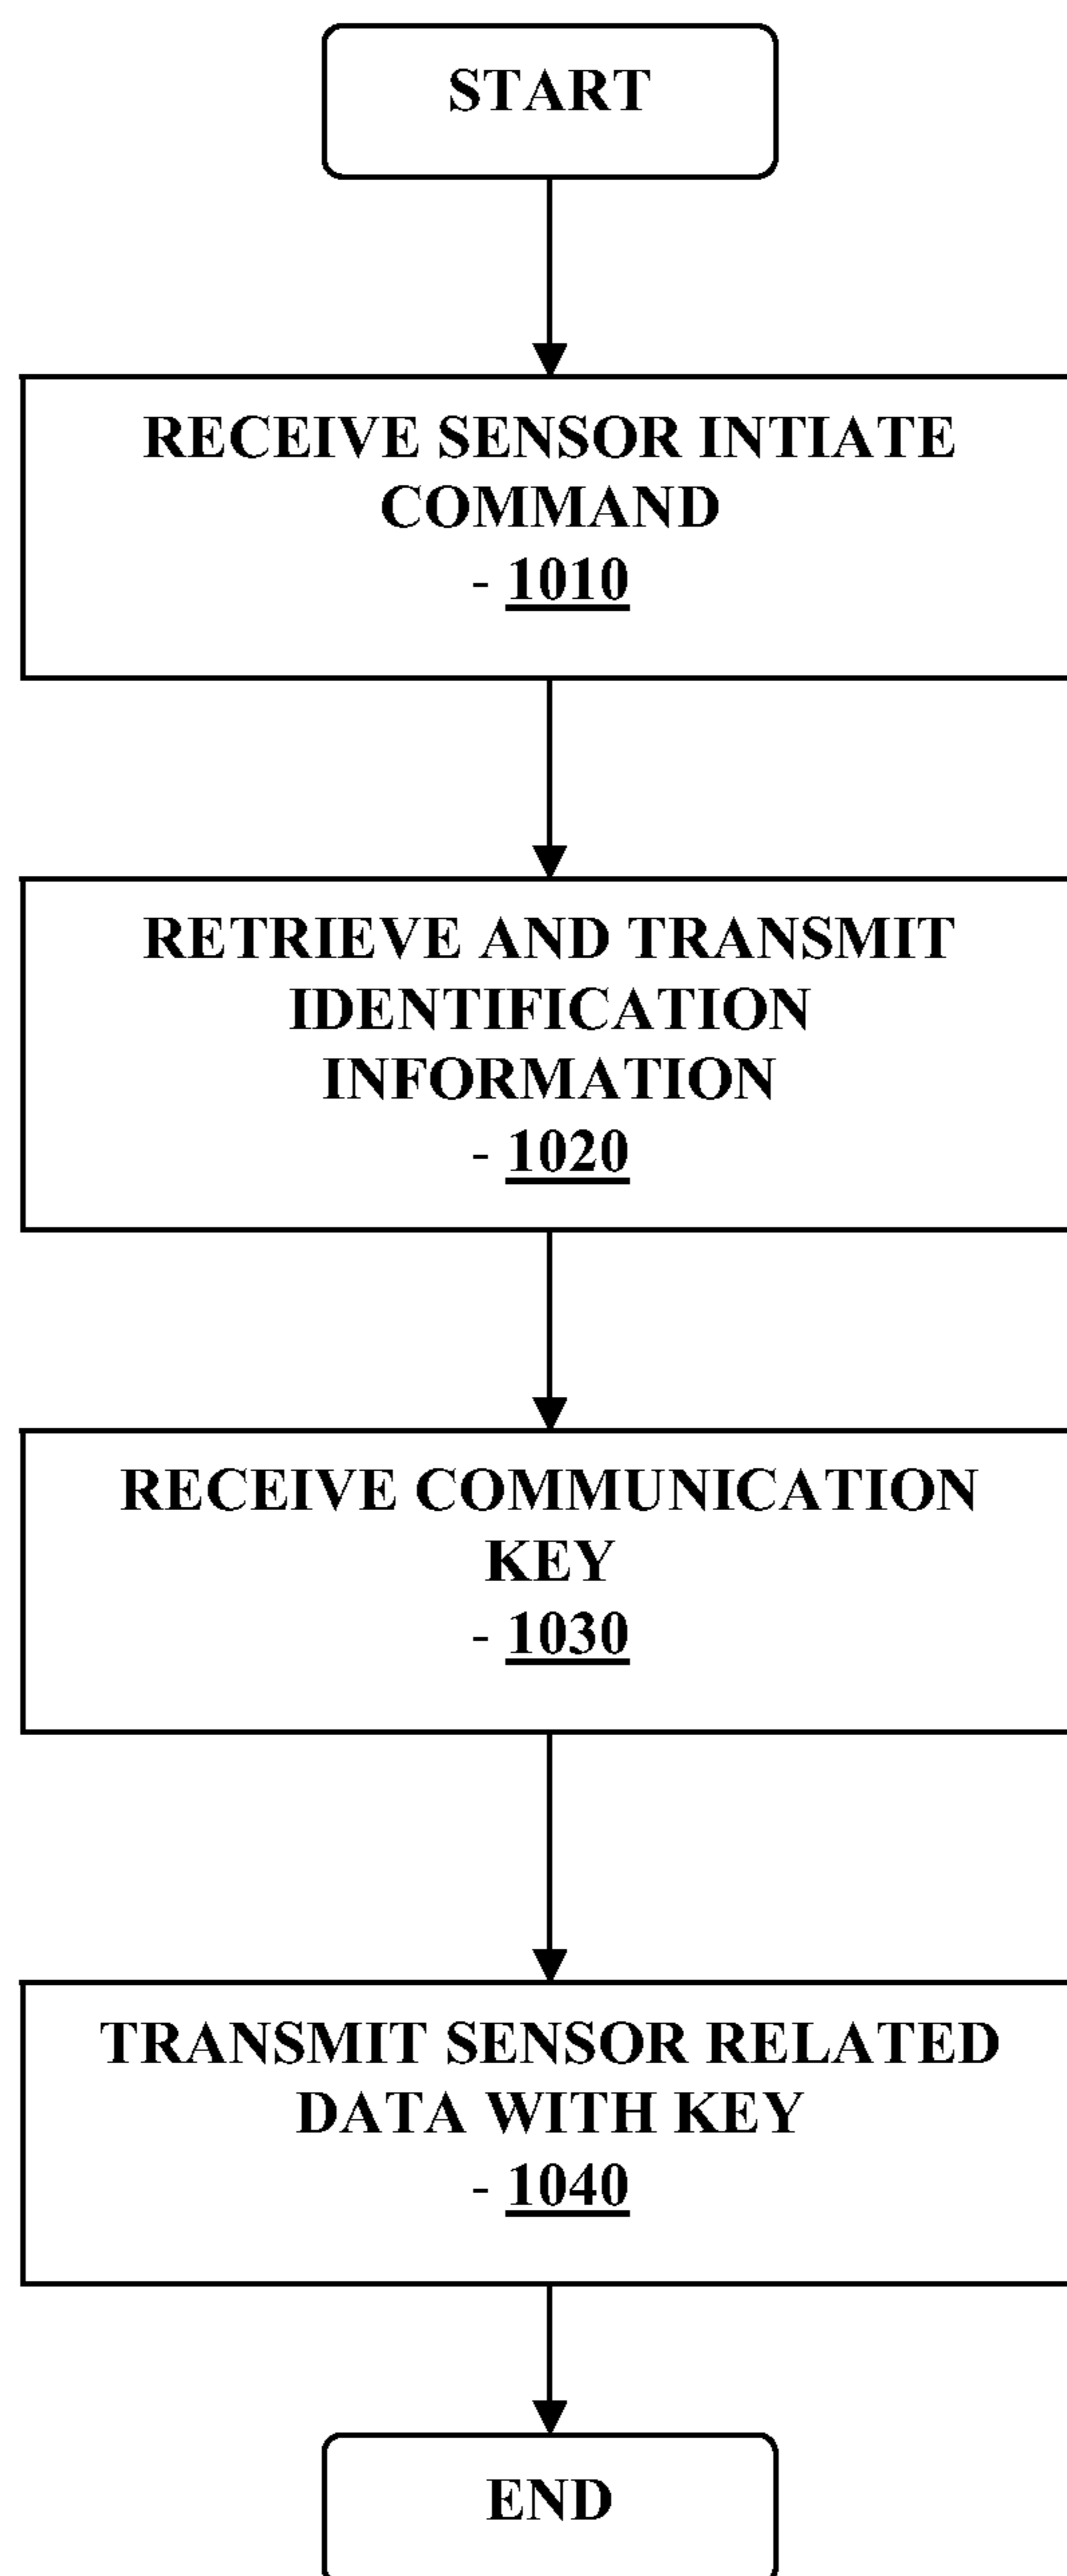 START
RECEIVE SENSOR INTIATE
COMMAND
- 1010
RETRIEVE AND TRANSMIT
IDENTIFICATION
INFORMATION
- 1020
RECEIVE COMMUNICATION
KEY
- 1030
TRANSMIT SENSOR RELATED
DATA WITH KEY
- 1040
END